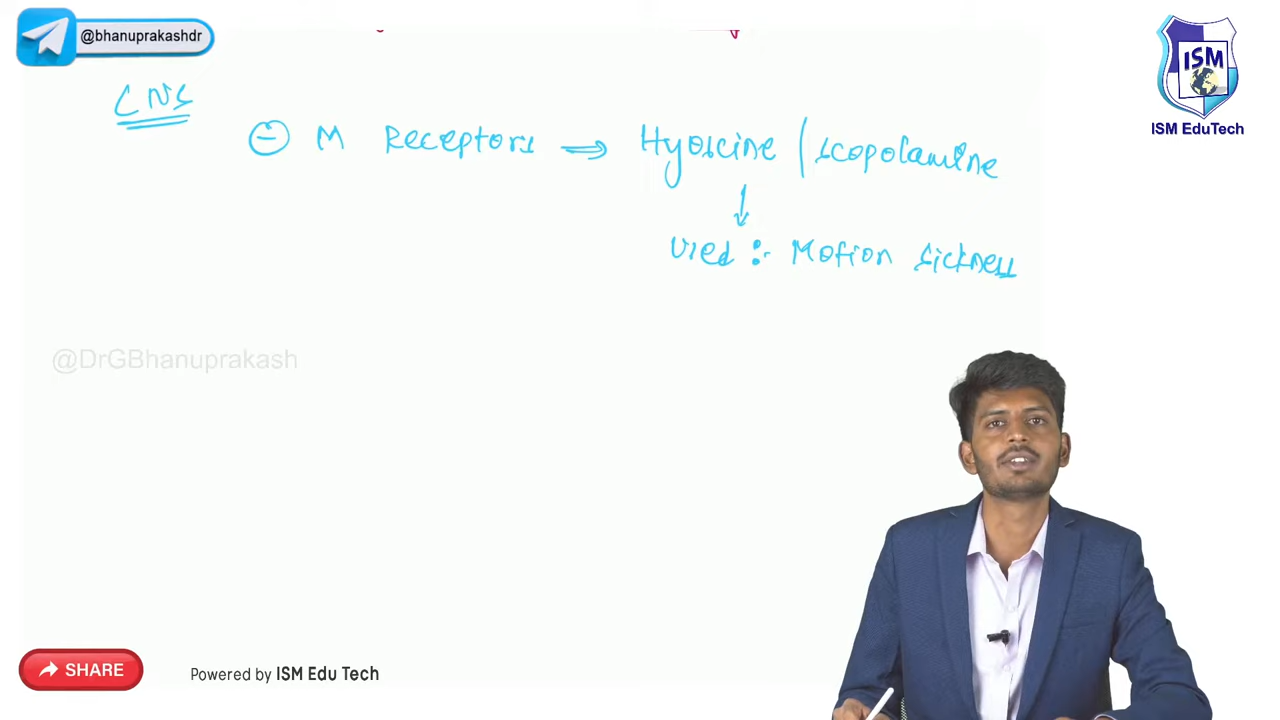 @bhanuprakashdr
ISM
ISM EduTech
CNS
⊖ M Receptors ⇒ Hyoscine | scopolamine
↓
Used :- Motion sickness
@DrGBhanuprakash
SHARE
Powered by ISM Edu Tech